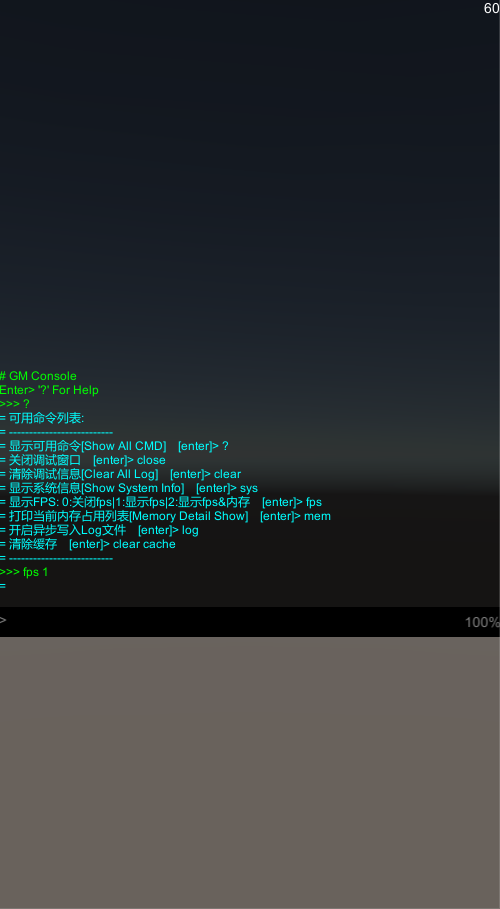 60
# GM Console
Enter> '?' For Help
>>> ?
= 可用命令列表:
= --------------------------
= 显示可用命令[Show All CMD] [enter]> ?
= 关闭调试窗口 [enter]> close
= 清除调试信息[Clear All Log] [enter]> clear
= 显示系统信息[Show System Info] [enter]> sys
= 显示FPS: 0:关闭fps|1:显示fps|2:显示fps&内存 [enter]> fps
= 打印当前内存占用列表[Memory Detail Show] [enter]> mem
= 开启异步写入Log文件 [enter]> log
= 清除缓存 [enter]> clear cache
= --------------------------
>>> fps 1
=
> 100%